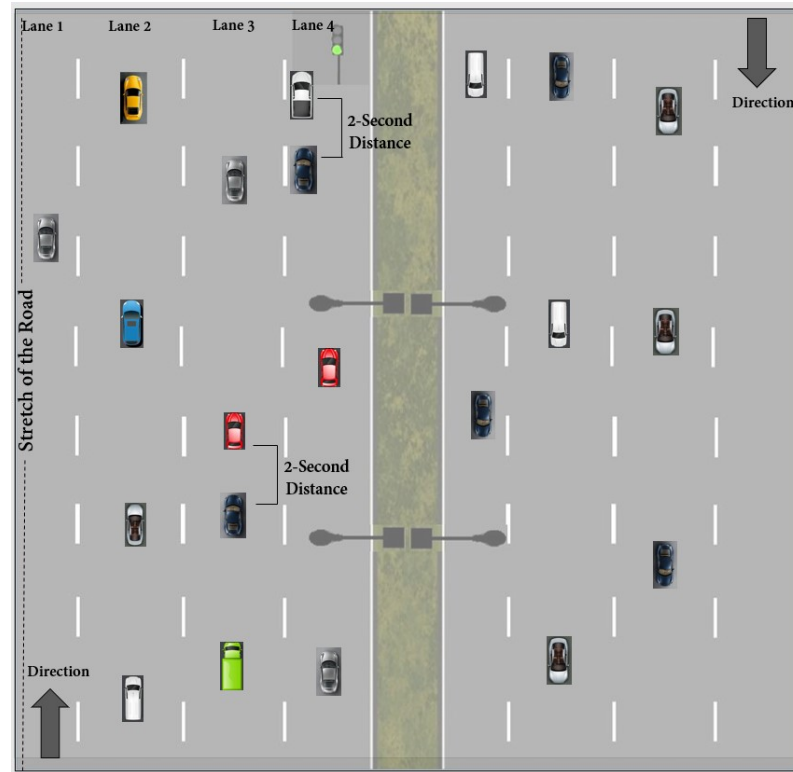 Lane 1 Lane 2 Lane 3 Lane 4
2-Second
Distance
Direction
Stretch of the Road
2-Second
Distance
Direction